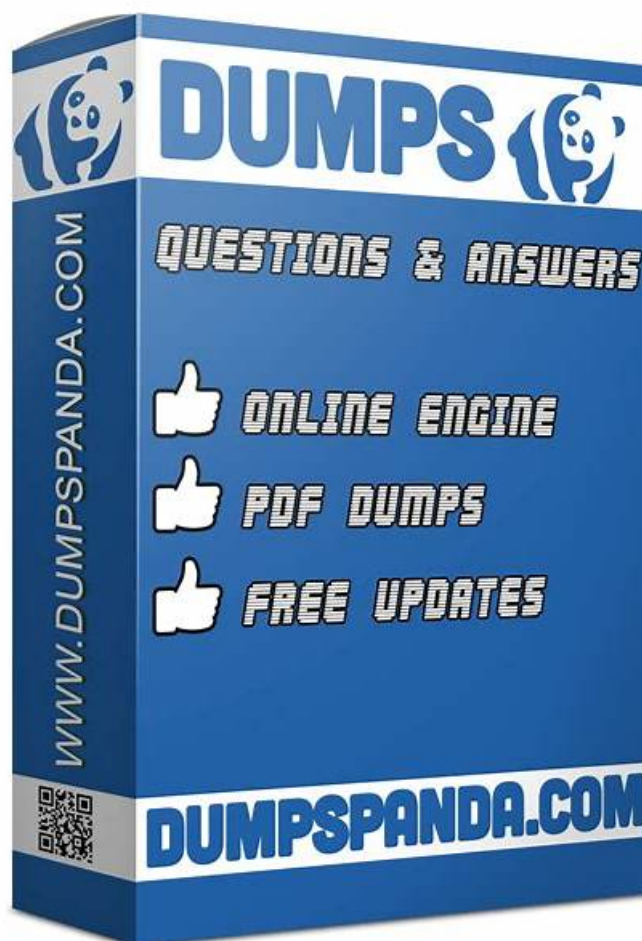 DUMPS
QUESTIONS & ANSWERS
ONLINE ENGINE
PDF DUMPS
FREE UPDATES
DUMPSPANDA.COM
WWW.DUMPSPANDA.COM